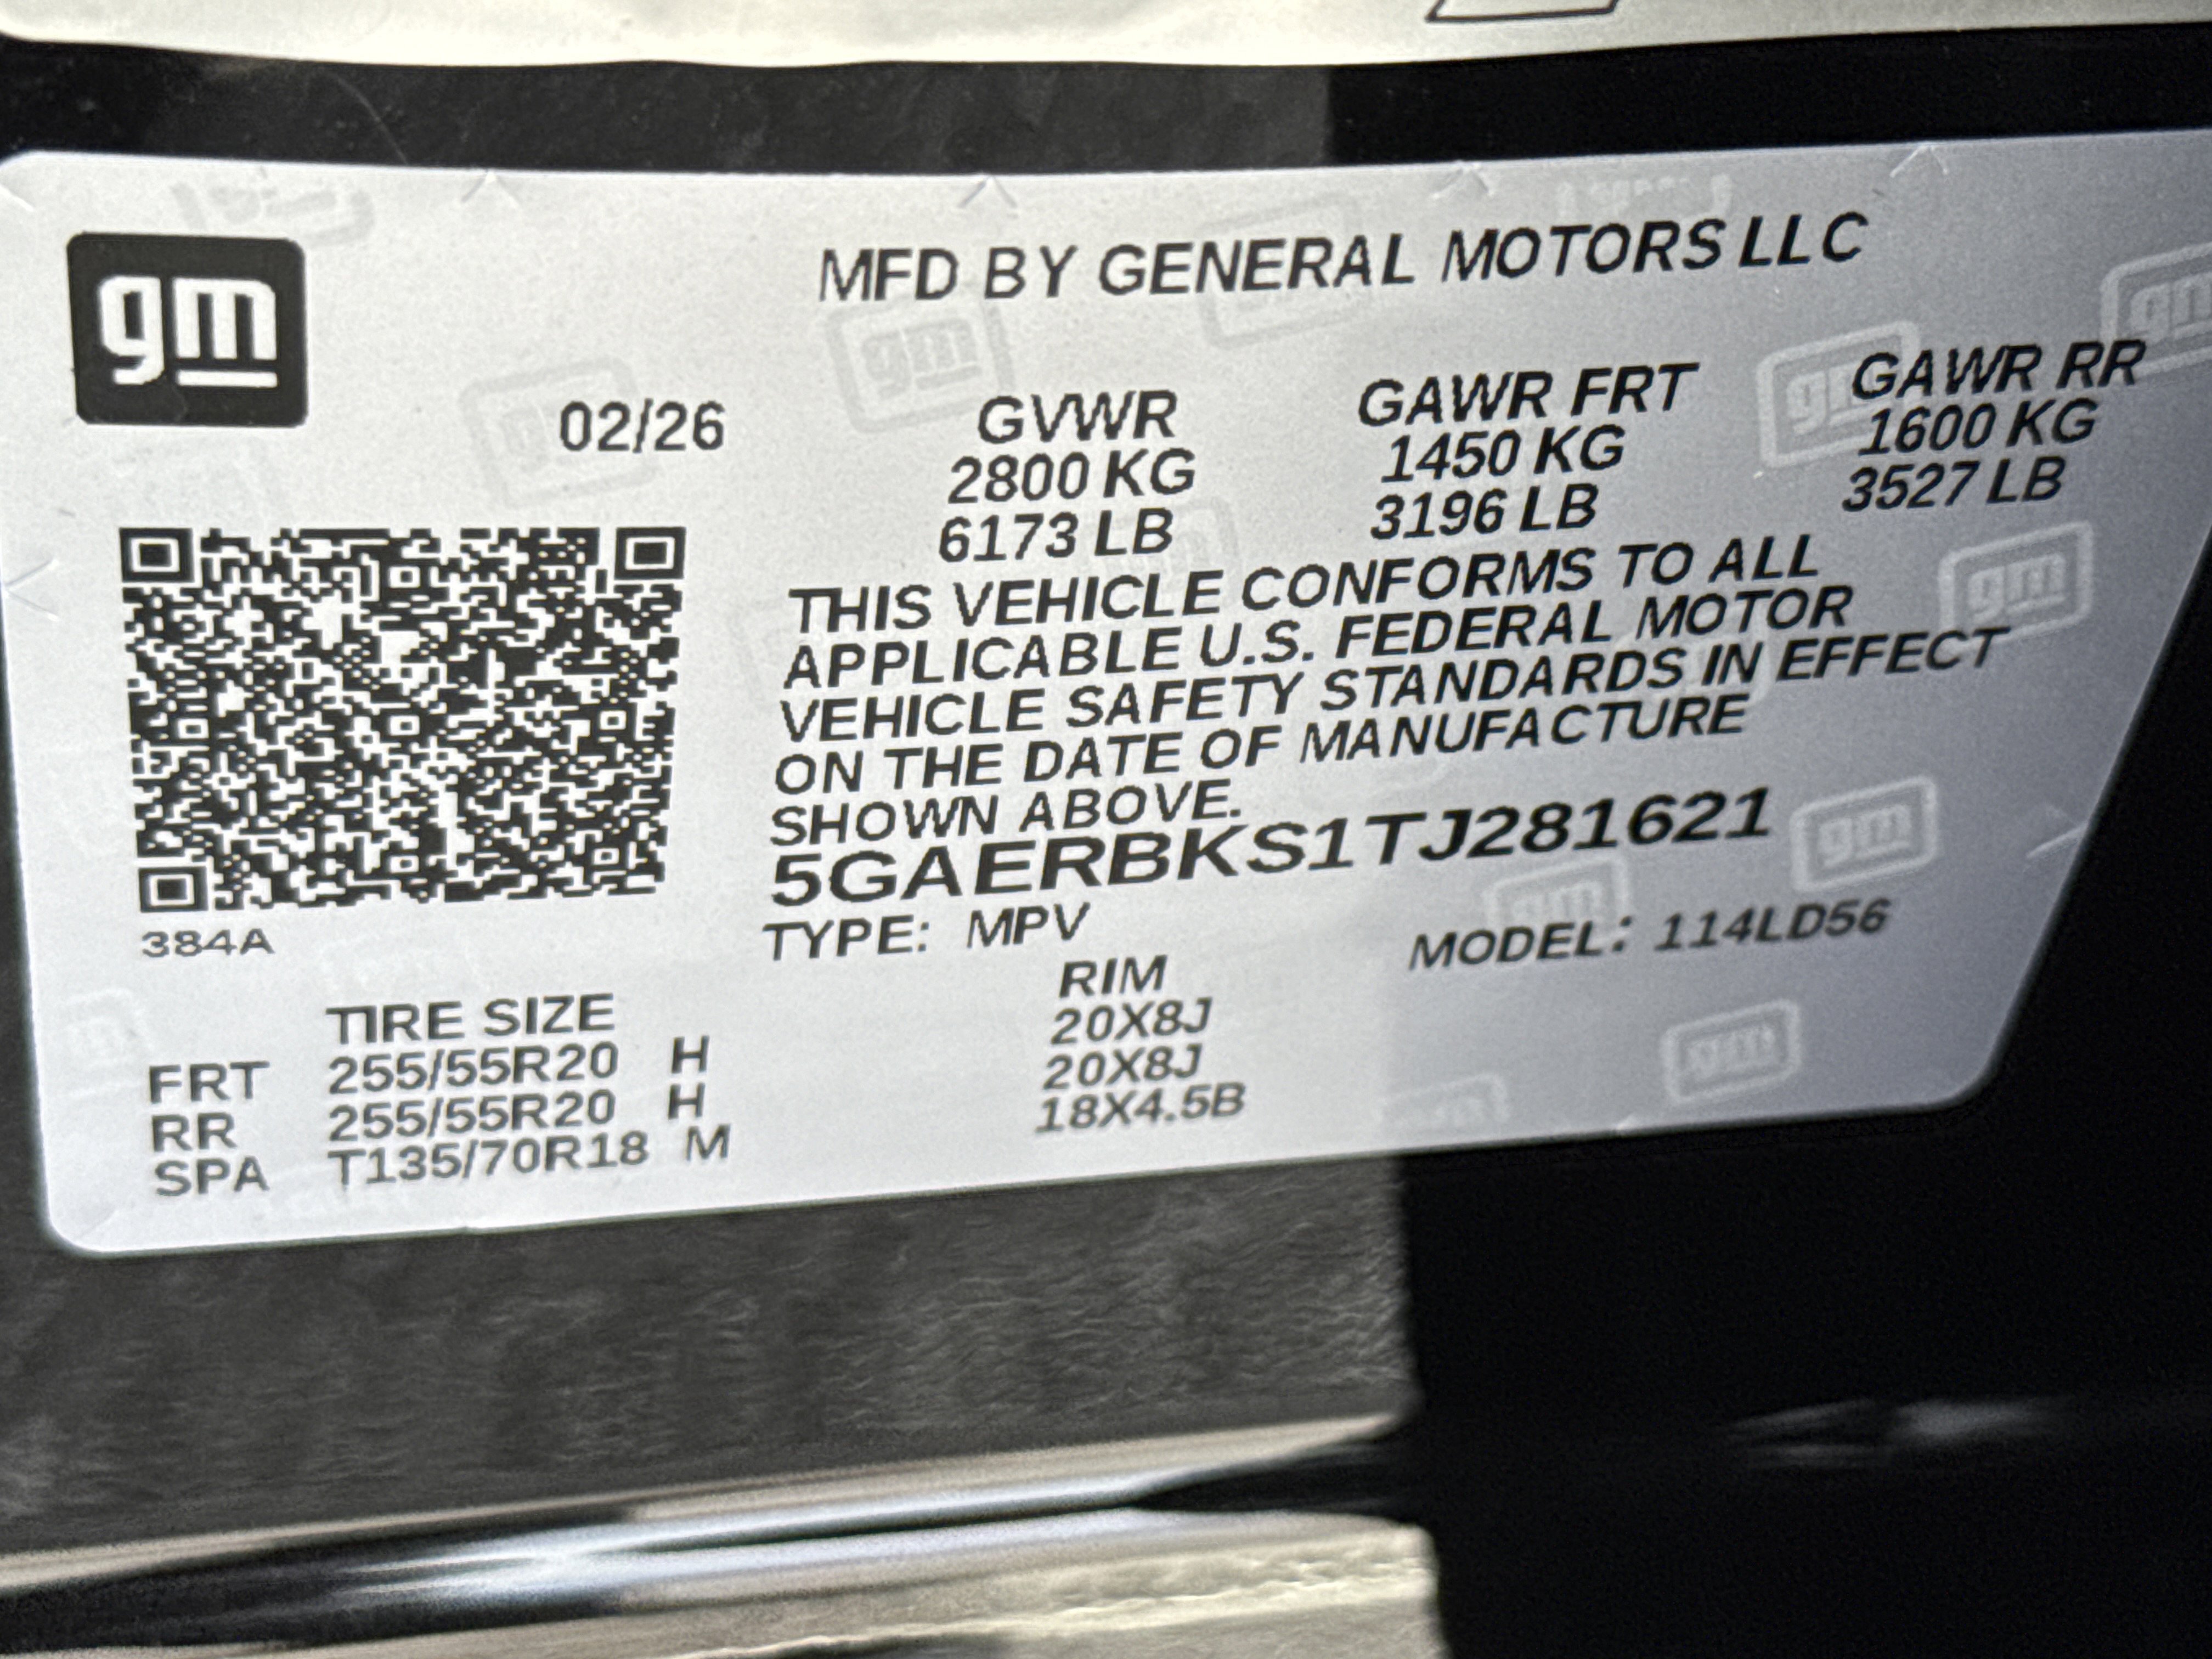 gm
MFD BY GENERAL MOTORS LLC
02/26
GVWR GAWR FRT GAWR RR
2800 KG 1450 KG 1600 KG
6173 LB 3196 LB 3527 LB
THIS VEHICLE CONFORMS TO ALL
APPLICABLE U.S. FEDERAL MOTOR
VEHICLE SAFETY STANDARDS IN EFFECT
ON THE DATE OF MANUFACTURE
SHOWN ABOVE.
5GAERBKS1TJ281621
384A
TYPE: MPV MODEL: 114LD56
TIRE SIZE RIM
FRT 255/55R20 H 20X8J
RR 255/55R20 H 20X8J
SPA T135/70R18 M 18X4.5B